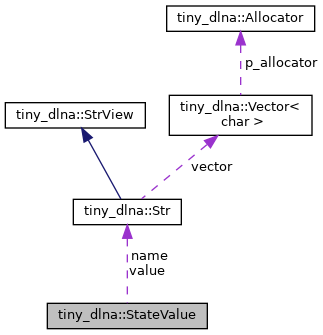 tiny_dlna::Allocator
p_allocator
tiny_dlna::StrView
tiny_dlna::Vector<
char >
vector
tiny_dlna::Str
name
value
tiny_dlna::StateValue